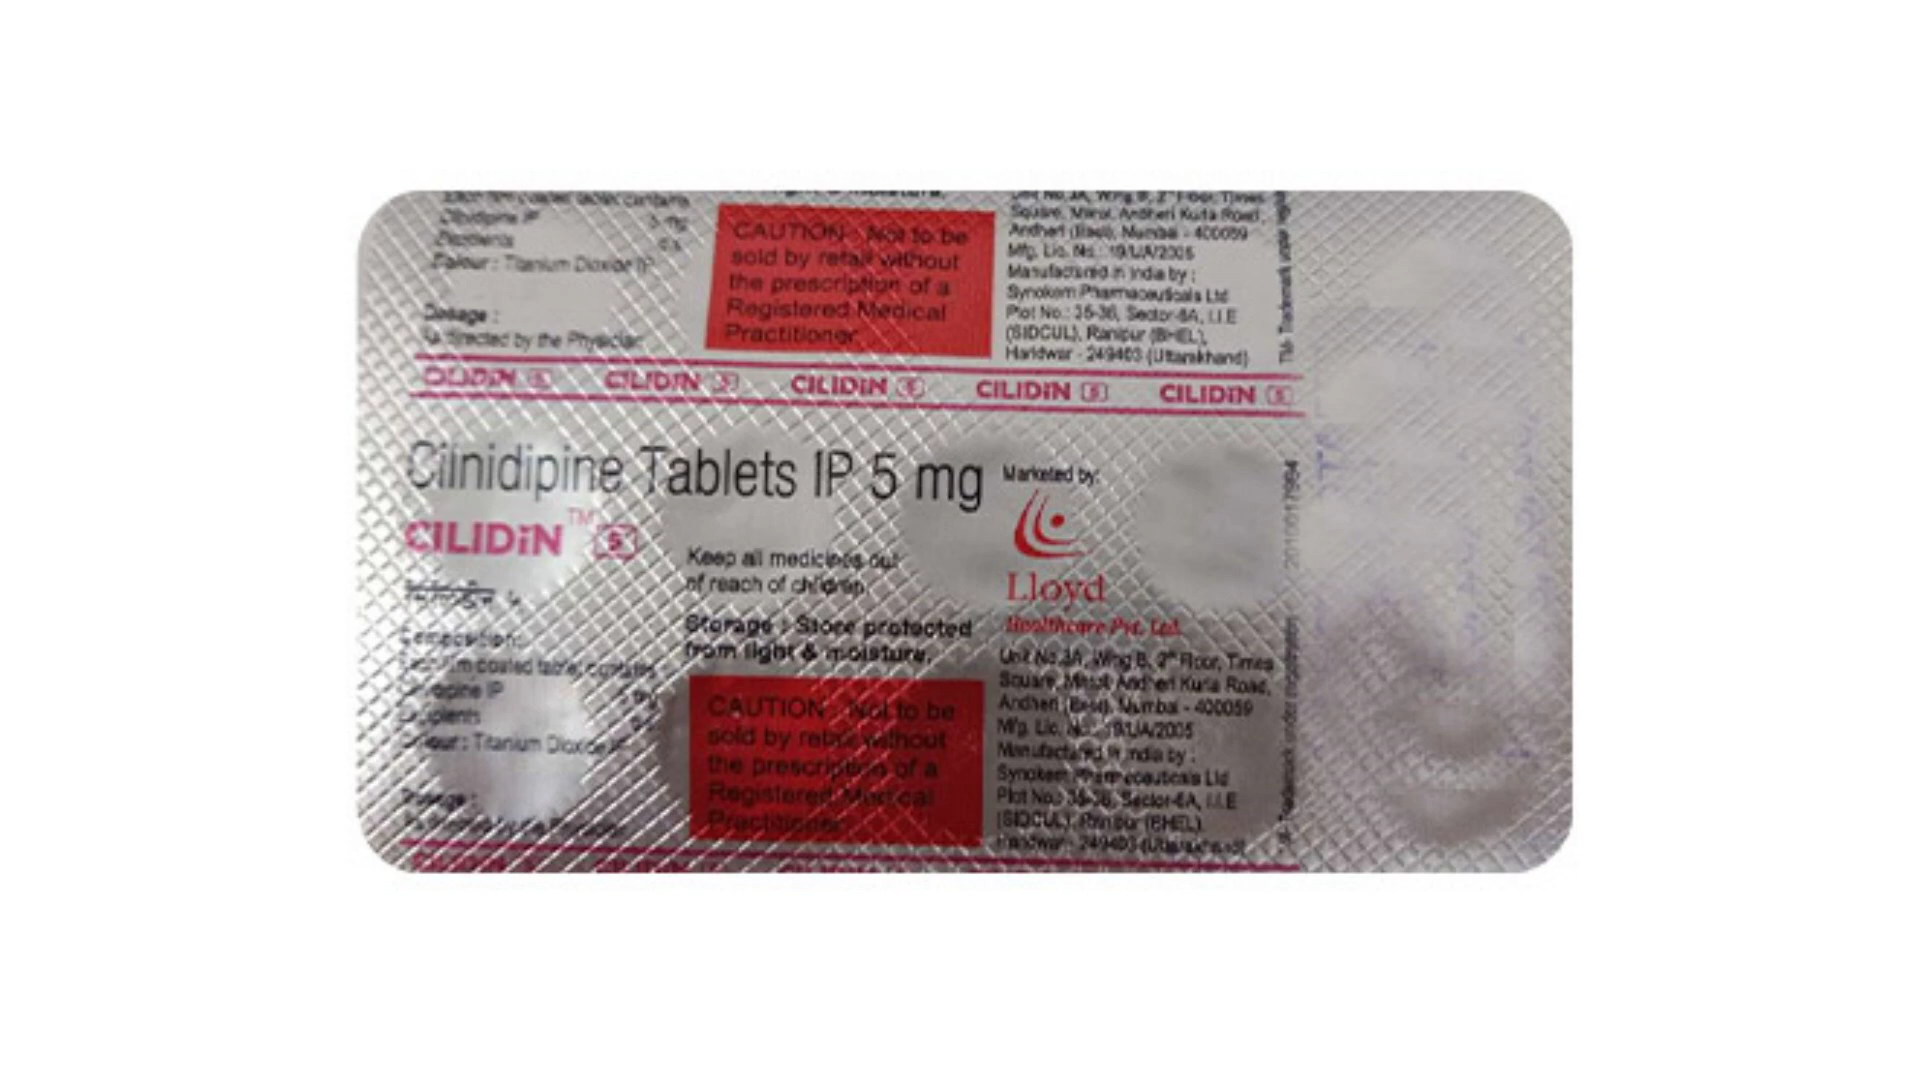 Cilnidipine IP 5 mg
Excipients q.s.
Colour : Titanium Dioxide IP
Dosage :
As directed by the Physician
CAUTION : Not to be
sold by retail without
the prescription of a
Registered Medical
Practitioner
Unit No.3A, Wing B, 2nd Floor, Times
Square, Marol, Andheri Kurla Road,
Andheri (East), Mumbai - 400059
Mfg. Lic. No.: 19/UA/2005
Manufactured in India by :
Synokem Pharmaceuticals Ltd
Plot No.: 35-36, Sector-6A, I.I.E
(SIDCUL), Ranipur (BHEL),
Haridwar - 249403 (Uttarakhand)
CILIDiN 5 CILIDiN 5 CILIDiN 5 CILIDiN 5 CILIDiN 5
Cilnidipine Tablets IP 5 mg
CILIDiN™ 5
Composition:
Each film coated tablet contains
Cilnidipine IP 5 mg
Excipients q.s.
Colour : Titanium Dioxide IP
Dosage :
As directed by the Physician
Keep all medicines out
of reach of children.
Storage : Store protected
from light & moisture.
CAUTION : Not to be
sold by retail without
the prescription of a
Registered Medical
Practitioner
Marketed by:
Lloyd
Healthcare Pvt. Ltd.
Unit No.3A, Wing B, 2nd Floor, Times
Square, Marol, Andheri Kurla Road,
Andheri (East), Mumbai - 400059
Mfg. Lic. No.: 19/UA/2005
Manufactured in India by :
Synokem Pharmaceuticals Ltd
Plot No.: 35-36, Sector-6A, I.I.E
(SIDCUL), Ranipur (BHEL),
Haridwar - 249403 (Uttarakhand)